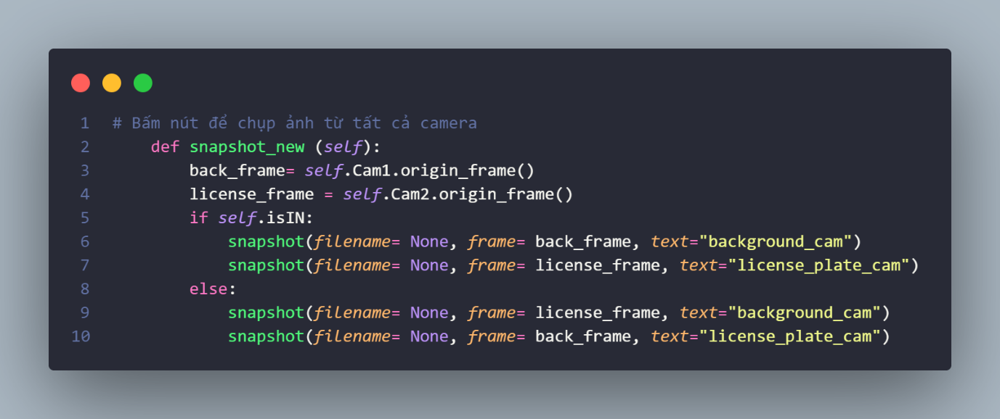 1 # Bấm nút để chụp ảnh từ tất cả camera
2     def snapshot_new (self):
3         back_frame= self.Cam1.origin_frame()
4         license_frame = self.Cam2.origin_frame()
5         if self.isIN:
6             snapshot(filename= None, frame= back_frame, text="background_cam")
7             snapshot(filename= None, frame= license_frame, text="license_plate_cam")
8         else:
9             snapshot(filename= None, frame= license_frame, text="background_cam")
10             snapshot(filename= None, frame= back_frame, text="license_plate_cam")